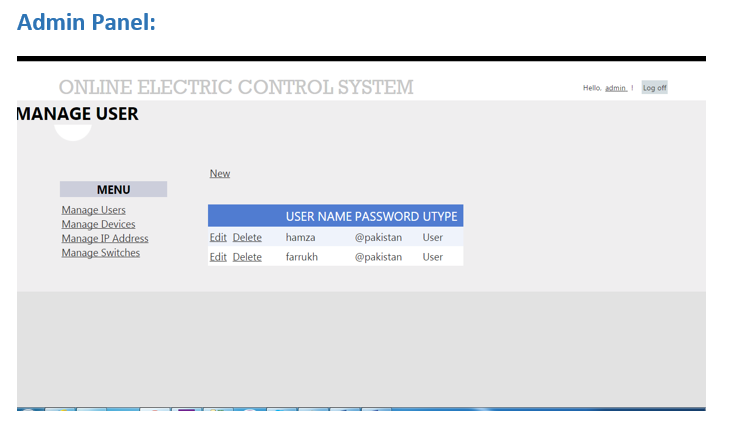 Admin Panel:
ONLINE ELECTRIC CONTROL SYSTEM
Hello, admin ! Log off
MANAGE USER
New
MENU
Manage Users
Manage Devices
Manage IP Address
Manage Switches
USER NAME PASSWORD UTYPE
Edit Delete hamza @pakistan User
Edit Delete farrukh @pakistan User